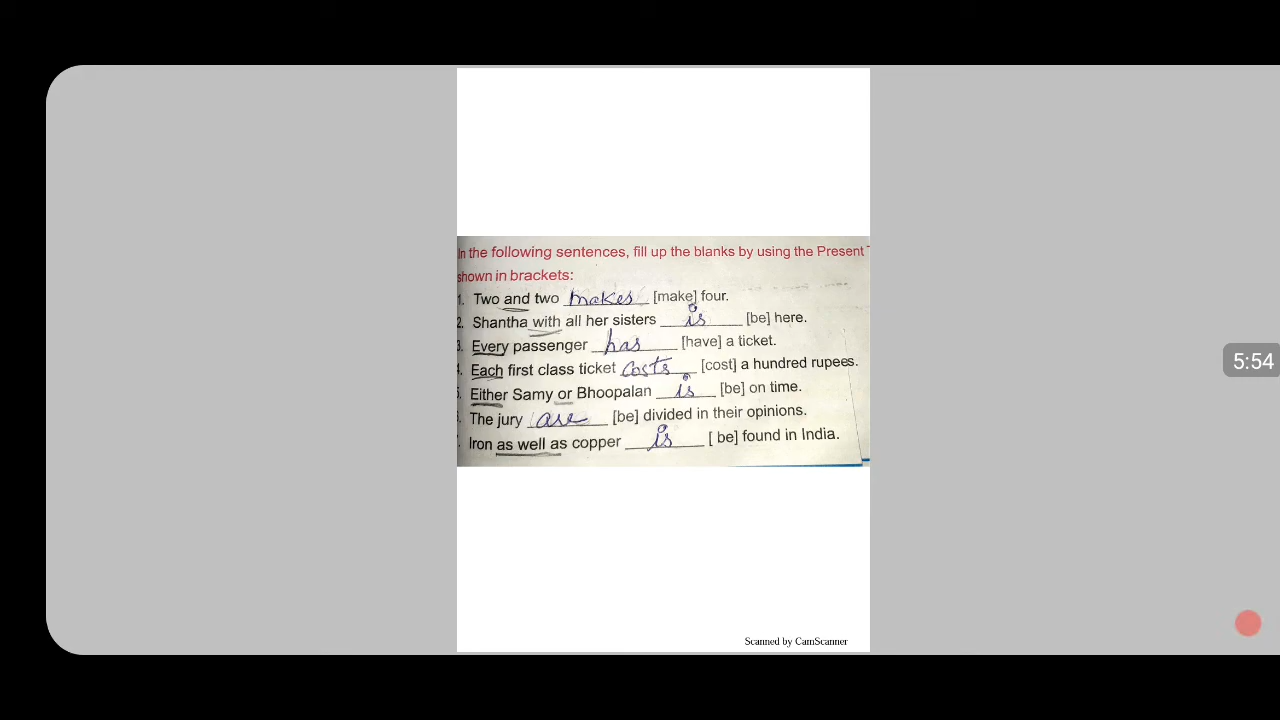 In the following sentences, fill up the blanks by using the Present T
shown in brackets:
1. Two and two makes [make] four.
2. Shantha with all her sisters is [be] here.
3. Every passenger has [have] a ticket.
4. Each first class ticket costs [cost] a hundred rupees.
5. Either Samy or Bhoopalan is [be] on time.
6. The jury are [be] divided in their opinions.
7. Iron as well as copper is [ be] found in India.
5:54
Scanned by CamScanner